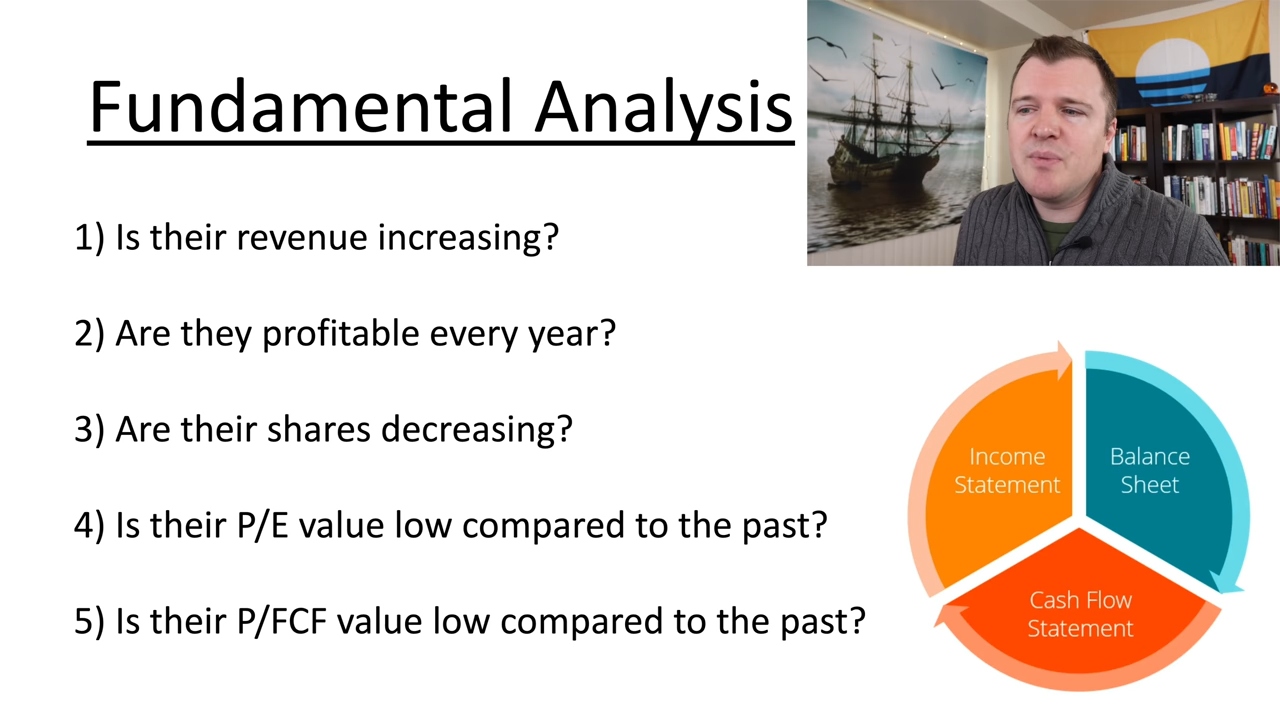 Fundamental Analysis
1) Is their revenue increasing?
2) Are they profitable every year?
3) Are their shares decreasing?
4) Is their P/E value low compared to the past?
5) Is their P/FCF value low compared to the past?
Income
Statement
Balance
Sheet
Cash Flow
Statement